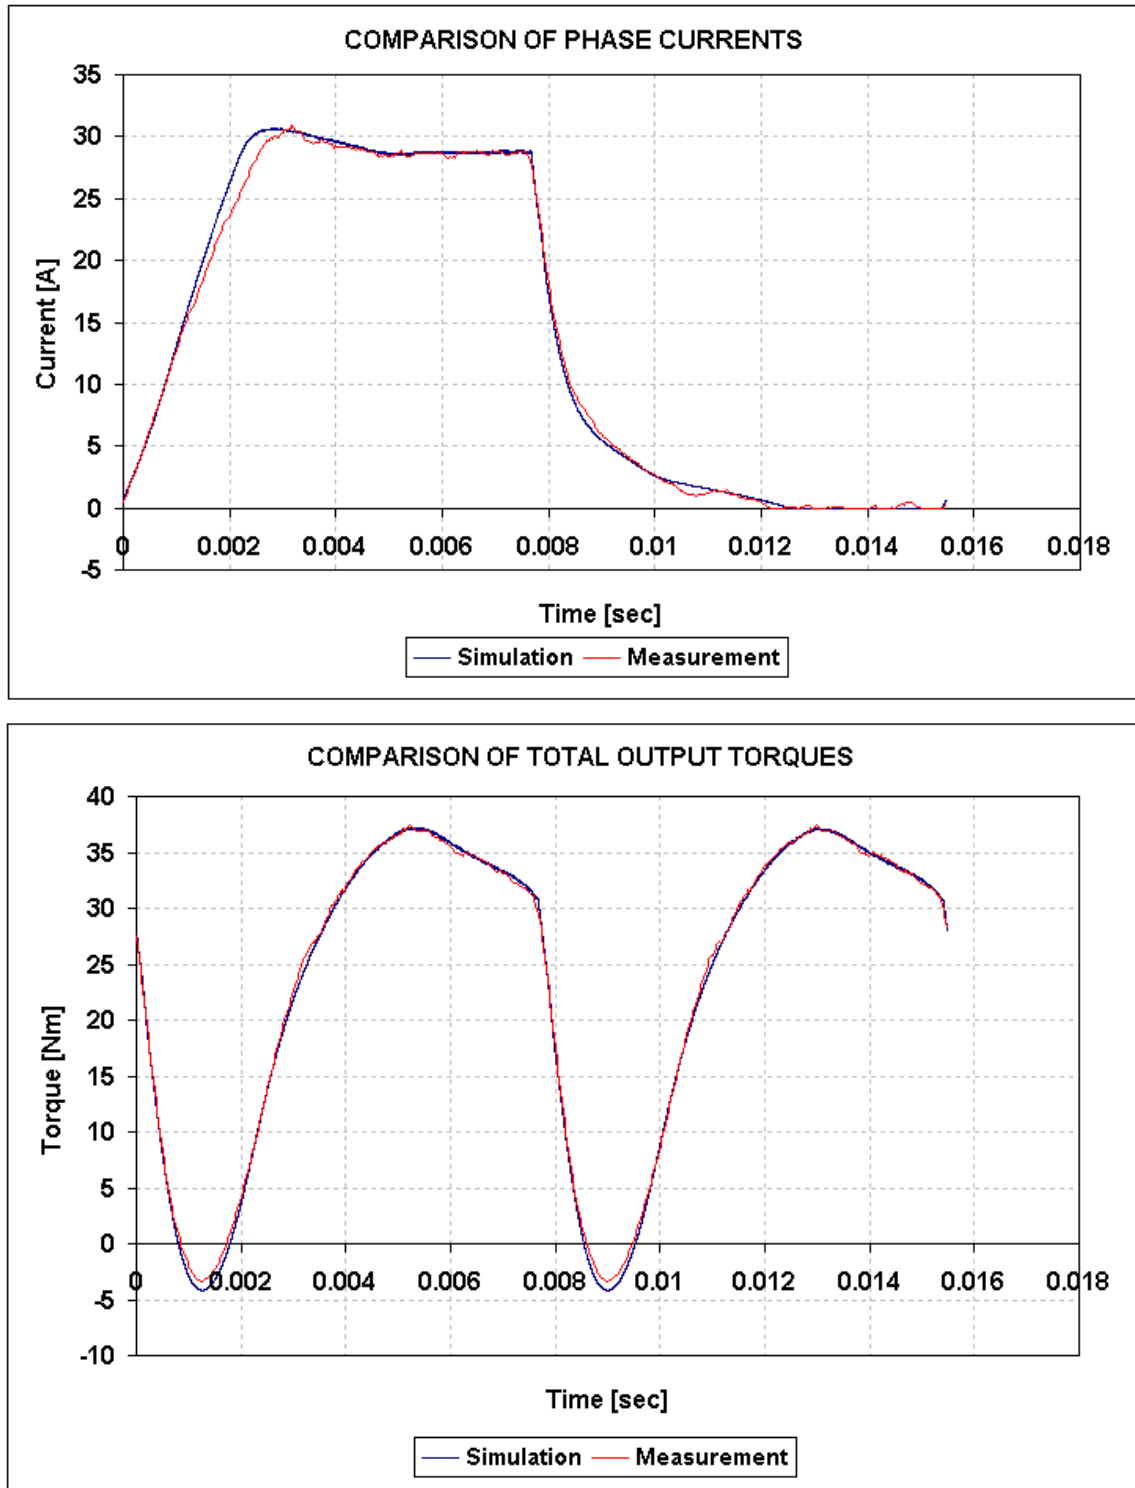 COMPARISON OF PHASE CURRENTS
35
30
25
20
15
10
5
0
-5
Current [A]
0 0.002 0.004 0.006 0.008 0.01 0.012 0.014 0.016 0.018
Time [sec]
Simulation Measurement
COMPARISON OF TOTAL OUTPUT TORQUES
40
35
30
25
20
15
10
5
0
-5
-10
Torque [Nm]
0 0.002 0.004 0.006 0.008 0.01 0.012 0.014 0.016 0.018
Time [sec]
Simulation Measurement